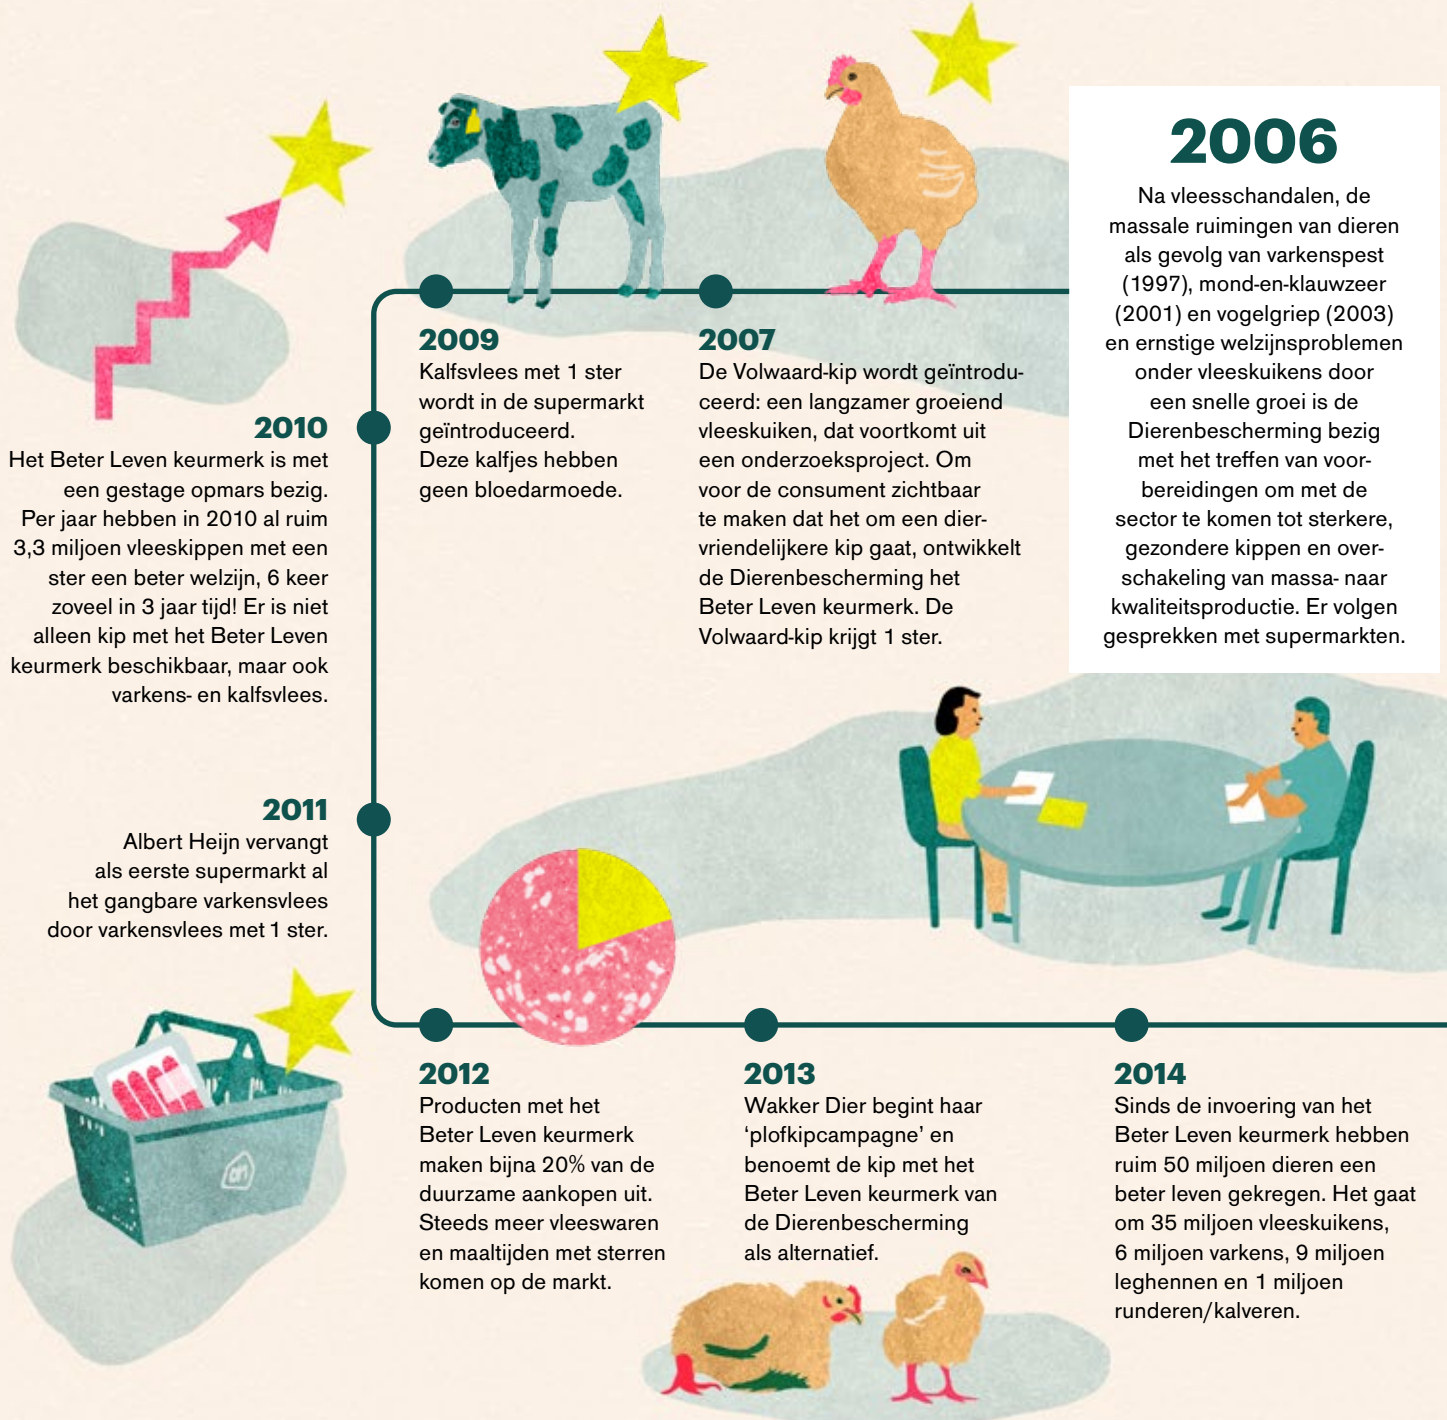 2006
Na vleesschandalen, de
massale ruimingen van dieren
als gevolg van varkenspest
(1997), mond-en-klauwzeer
(2001) en vogelgriep (2003)
en ernstige welzijnsproblemen
onder vleeskuikens door
een snelle groei is de
Dierenbescherming bezig
met het treffen van voor-
bereidingen om met de
sector te komen tot sterkere,
gezondere kippen en over-
schakeling van massa- naar
kwaliteitsproductie. Er volgen
gesprekken met supermarkten.
2007
De Volwaard-kip wordt geïntrodu-
ceerd: een langzamer groeiend
vleeskuiken, dat voortkomt uit
een onderzoeksproject. Om
voor de consument zichtbaar
te maken dat het om een dier-
vriendelijkere kip gaat, ontwikkelt
de Dierenbescherming het
Beter Leven keurmerk. De
Volwaard-kip krijgt 1 ster.
2009
Kalfsvlees met 1 ster
wordt in de supermarkt
geïntroduceerd.
Deze kalfjes hebben
geen bloedarmoede.
2010
Het Beter Leven keurmerk is met
een gestage opmars bezig.
Per jaar hebben in 2010 al ruim
3,3 miljoen vleeskippen met een
ster een beter welzijn, 6 keer
zoveel in 3 jaar tijd! Er is niet
alleen kip met het Beter Leven
keurmerk beschikbaar, maar ook
varkens- en kalfsvlees.
2011
Albert Heijn vervangt
als eerste supermarkt al
het gangbare varkensvlees
door varkensvlees met 1 ster.
ah
2012
Producten met het
Beter Leven keurmerk
maken bijna 20% van de
duurzame aankopen uit.
Steeds meer vleeswaren
en maaltijden met sterren
komen op de markt.
2013
Wakker Dier begint haar
‘plofkipcampagne’ en
benoemt de kip met het
Beter Leven keurmerk van
de Dierenbescherming
als alternatief.
2014
Sinds de invoering van het
Beter Leven keurmerk hebben
ruim 50 miljoen dieren een
beter leven gekregen. Het gaat
om 35 miljoen vleeskuikens,
6 miljoen varkens, 9 miljoen
leghennen en 1 miljoen
runderen/kalveren.